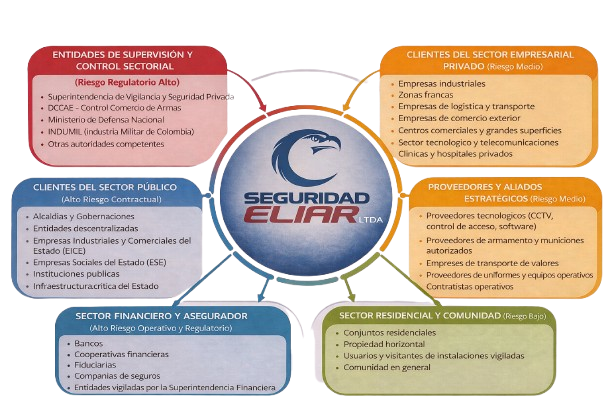 ENTIDADES DE SUPERVISIÓN Y
CONTROL SECTORIAL
(Riesgo Regulatorio Alto)
• Superintendencia de Vigilancia y Seguridad Privada
• DCCAE – Control Comercio de Armas
• Ministerio de Defensa Nacional
• INDUMIL (industria Militar de Colombia)
• Otras autoridades competentes
CLIENTES DEL SECTOR EMPRESARIAL
PRIVADO (Riesgo Medio)
• Empresas industriales
• Zonas francas
• Empresas de logística y transporte
• Empresas de comercio exterior
• Centros comerciales y grandes superficies
• Sector tecnologico y telecomunicaciones
• Clinicas y hospitales privados
CLIENTES DEL SECTOR PÚBLICO
(Alto Riesgo Contractual)
• Alcaldias y Gobernaciones
• Entidades descentralizadas
• Empresas Industriales y Comerciales del
Estado (EICE)
• Empresas Sociales del Estado (ESE)
• Instituciones publicas
• Infraestructura.critica del Estado
SEGURIDAD
ELIAR LTDA
PROVEEDORES Y ALIADOS
ESTRATÉGICOS (Riesgo Medio)
• Proveedores tecnologicos (CCTV,
control de acceso, software)
• Proveedores de armamento y municiones
autorizados
• Empreses de transporte de valores
• Proveedores de uniformes y equipos operativos
• Contratistas operativos
SECTOR FINANCIERO Y ASEGURADOR
(Alto Riesgo Operativo y Regulatorio)
• Bancos
• Cooperativas financieras
• Fiduciarias
• Companias de seguros
• Entidades vigiladas por la Superintendencia Financiera
SECTOR RESIDENCIAL Y COMUNIDAD (Riesgo Bajo)
• Conjuntos residenciales
• Propiedad horizontal
• Usuarios y visitantes de instalaciones vigiladas
• Comunidad en general